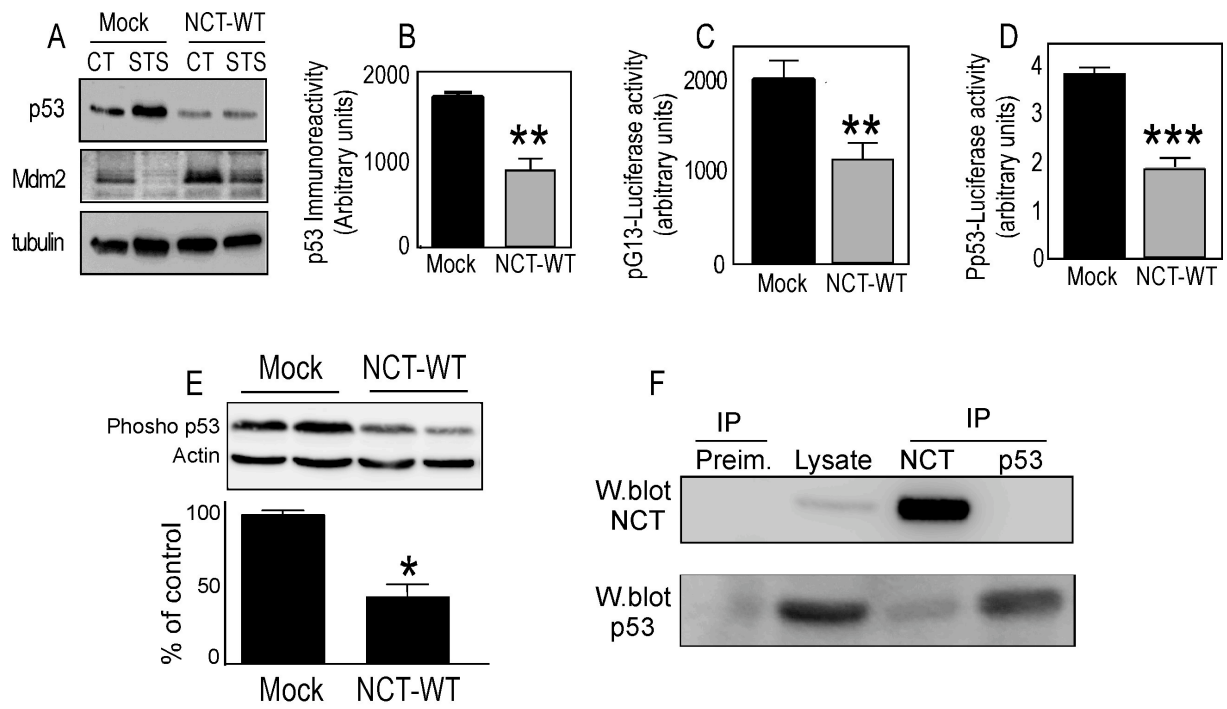 A
Mock NCT-WT
CT STS CT STS
p53
Mdm2
tubulin
B
p53 Immunoreactivity
(Arbitrary units)
2000
1000
0
**
Mock NCT-WT
C
pG13-Luciferase activity
(arbitrary units)
2000
1000
0
**
Mock NCT-WT
D
Pp53-Luciferase activity
(arbitrary units)
4
3
2
1
0
***
Mock NCT-WT
E
Mock NCT-WT
Phosho p53
Actin
% of control
100
50
0
*
Mock NCT-WT
F
IP IP
Preim. Lysate NCT p53
W.blot
NCT
W.blot
p53